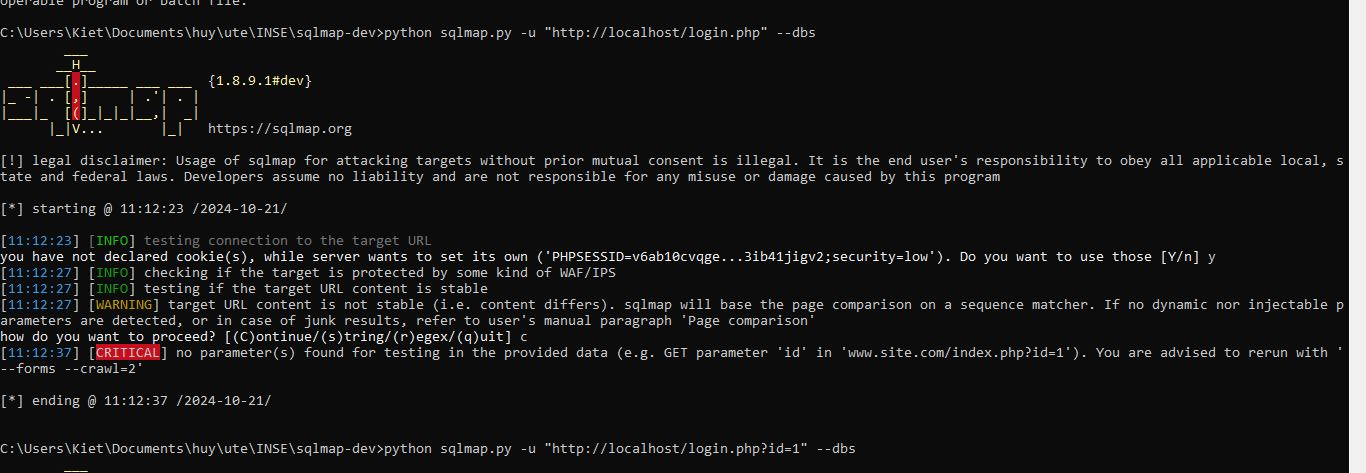 operable program or batch file.
C:\Users\Kiet\Documents\huy\ute\INSE\sqlmap-dev>python sqlmap.py -u "http://localhost/login.php" --dbs
        ___
       __H__
 ___ ___[.]_____ ___ ___  {1.8.9.1#dev}
|_ -| . [,]     | .'| . |
|___|_  [(]_|_|_|__,|  _|
      |_|V...       |_|   https://sqlmap.org
[!] legal disclaimer: Usage of sqlmap for attacking targets without prior mutual consent is illegal. It is the end user's responsibility to obey all applicable local, s
tate and federal laws. Developers assume no liability and are not responsible for any misuse or damage caused by this program
[*] starting @ 11:12:23 /2024-10-21/
[11:12:23] [INFO] testing connection to the target URL
you have not declared cookie(s), while server wants to set its own ('PHPSESSID=v6ab10cvqge...3ib41jigv2;security=low'). Do you want to use those [Y/n] y
[11:12:27] [INFO] checking if the target is protected by some kind of WAF/IPS
[11:12:27] [INFO] testing if the target URL content is stable
[11:12:27] [WARNING] target URL content is not stable (i.e. content differs). sqlmap will base the page comparison on a sequence matcher. If no dynamic nor injectable p
arameters are detected, or in case of junk results, refer to user's manual paragraph 'Page comparison'
how do you want to proceed? [(C)ontinue/(s)tring/(r)egex/(q)uit] c
[11:12:37] [CRITICAL] no parameter(s) found for testing in the provided data (e.g. GET parameter 'id' in 'www.site.com/index.php?id=1'). You are advised to rerun with '
--forms --crawl=2'
[*] ending @ 11:12:37 /2024-10-21/
C:\Users\Kiet\Documents\huy\ute\INSE\sqlmap-dev>python sqlmap.py -u "http://localhost/login.php?id=1" --dbs
        ___